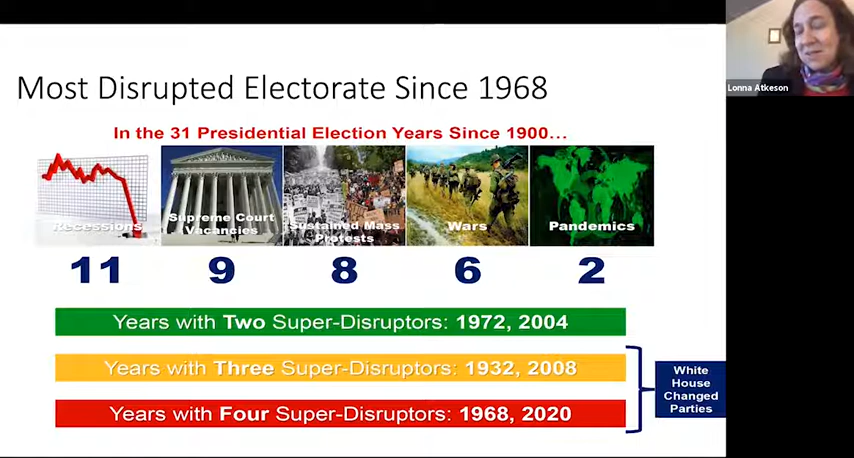 Lonna Atkeson
Most Disrupted Electorate Since 1968
In the 31 Presidential Election Years Since 1900...
Recessions
Supreme Court
Vacancies
Sustained Mass
Protests
Wars
Pandemics
11
9
8
6
2
Years with Two Super-Disruptors: 1972, 2004
Years with Three Super-Disruptors: 1932, 2008
Years with Four Super-Disruptors: 1968, 2020
White
House
Changed
Parties